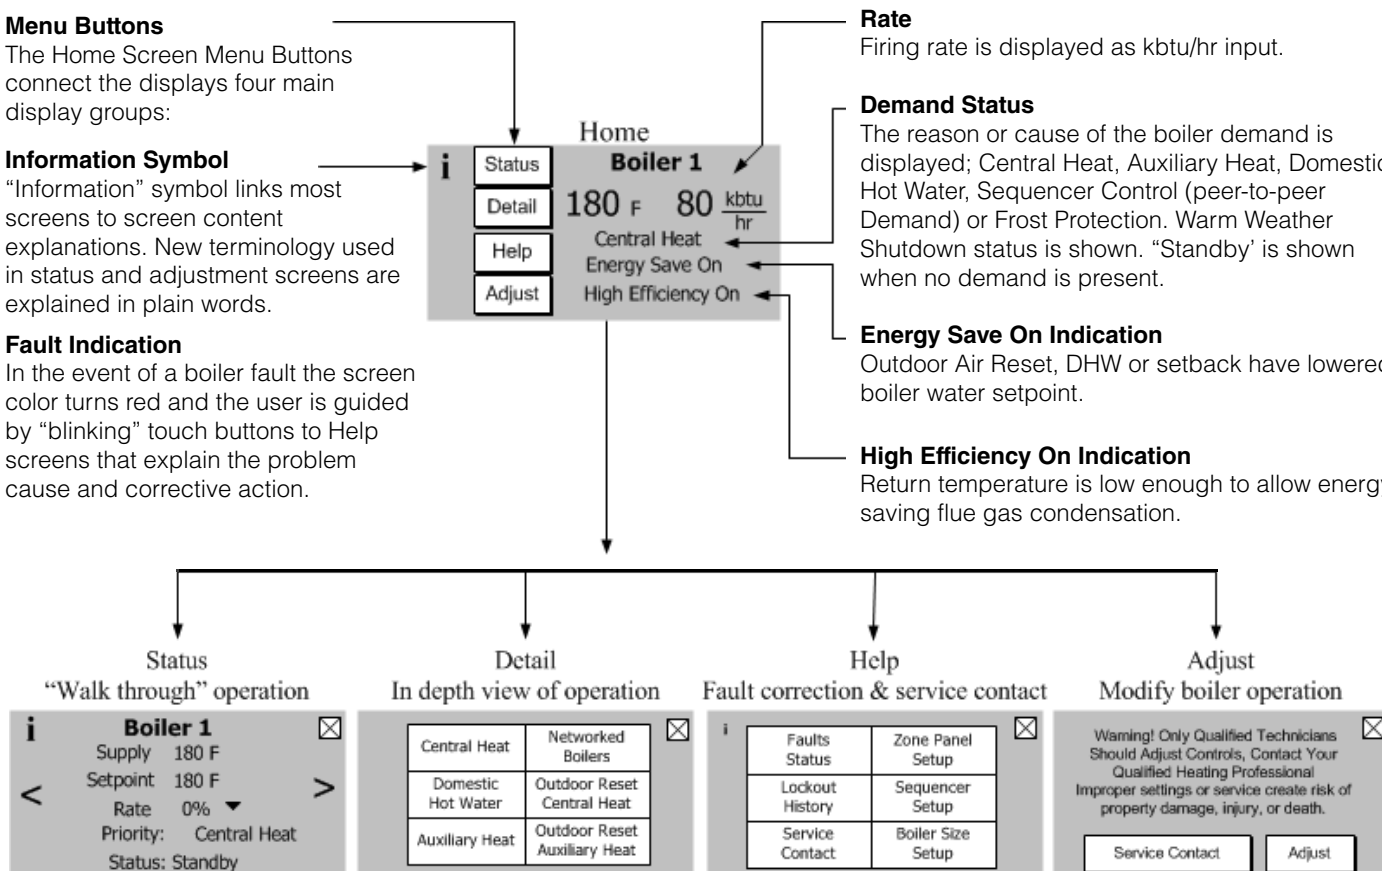 Menu Buttons
The Home Screen Menu Buttons
connect the displays four main
display groups:
Information Symbol
“Information” symbol links most
screens to screen content
explanations. New terminology used
in status and adjustment screens are
explained in plain words.
Fault Indication
In the event of a boiler fault the screen
color turns red and the user is guided
by “blinking” touch buttons to Help
screens that explain the problem
cause and corrective action.
Home
i
Status
Detail
Help
Adjust
Boiler 1
180 F 80 kbtu
hr
Central Heat
Energy Save On
High Efficiency On
Rate
Firing rate is displayed as kbtu/hr input.
Demand Status
The reason or cause of the boiler demand is
displayed; Central Heat, Auxiliary Heat, Domestic
Hot Water, Sequencer Control (peer-to-peer
Demand) or Frost Protection. Warm Weather
Shutdown status is shown. “Standby’ is shown
when no demand is present.
Energy Save On Indication
Outdoor Air Reset, DHW or setback have lowered
boiler water setpoint.
High Efficiency On Indication
Return temperature is low enough to allow energy
saving flue gas condensation.
Status
“Walk through” operation
i
Boiler 1
Supply 180 F
Setpoint 180 F
< >
Rate 0%
Priority: Central Heat
Status: Standby
Detail
In depth view of operation
Central Heat
Networked
Boilers
Domestic
Hot Water
Outdoor Reset
Central Heat
Auxiliary Heat
Outdoor Reset
Auxiliary Heat
Help
Fault correction & service contact
i
Faults
Status
Zone Panel
Setup
Lockout
History
Sequencer
Setup
Service
Contact
Boiler Size
Setup
Adjust
Modify boiler operation
Warning! Only Qualified Technicians
Should Adjust Controls, Contact Your
Qualified Heating Professional
Improper settings or service create risk of
property damage, injury, or death.
Service Contact
Adjust